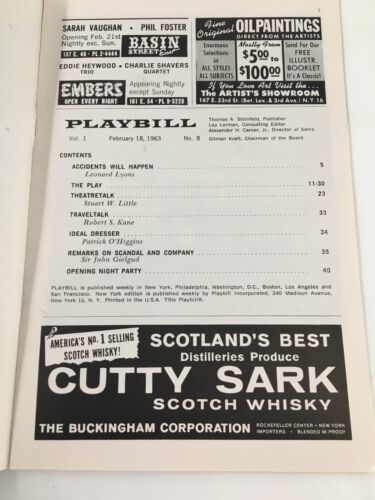 SARAH VAUGHAN • PHIL FOSTER
Opening Feb. 21st
Nightly exc. Sun.
137 E. 48 • PL 2-4444
BASIN
STREET
East
EDDIE HEYWOOD • CHARLIE SHAVERS
TRIO
QUARTET
EMBERS
OPEN EVERY NIGHT
Appearing Nightly
except Sunday
161 E. 54 • PL 9-3228
Fine
Original
OIL PAINTINGS
DIRECT FROM THE ARTISTS
Enormous
Selections
in
ALL STYLES
ALL SUBJECTS
Mostly From
$5.00
to
$100.00
Send For Our
FREE
ILLUSTR.
BOOKLET
It's a Classic!
If You Love Art Visit the...
The ARTIST'S SHOWROOM
167 E. 33rd St. (Bet. Lex. & 3rd Ave.) N. Y. 16
PLAYBILL
Vol. 1
February 18, 1963
No. 8
Thomas A. Steinfeld, Publisher
Leo Lerman, Consulting Editor
Alexander H. Carver, Jr., Director of Sales
Gilman Kraft, Chairman of the Board
CONTENTS
ACCIDENTS WILL HAPPEN 5
Leonard Lyons
THE PLAY 11-30
THEATRETALK 23
Stuart W. Little
TRAVELTALK 33
Robert S. Kane
IDEAL DRESSER 34
Patrick O'Higgins
REMARKS ON SCANDAL AND COMPANY 35
Sir John Gielgud
OPENING NIGHT PARTY 40
PLAYBILL is published weekly in New York, Philadelphia, Washington, D.C., Boston, Los Angeles and
San Francisco. New York edition is published weekly by Playbill Incorporated, 240 Madison Avenue,
New York 16, N. Y. Printed in the U.S.A. Title Playbill®.
AMERICA'S NO. 1 SELLING
SCOTCH WHISKY!
SCOTLAND'S BEST
Distilleries Produce
CUTTY SARK
SCOTCH WHISKY
THE BUCKINGHAM CORPORATION
ROCKEFELLER CENTER • NEW YORK
IMPORTERS • BLENDED 86 PROOF